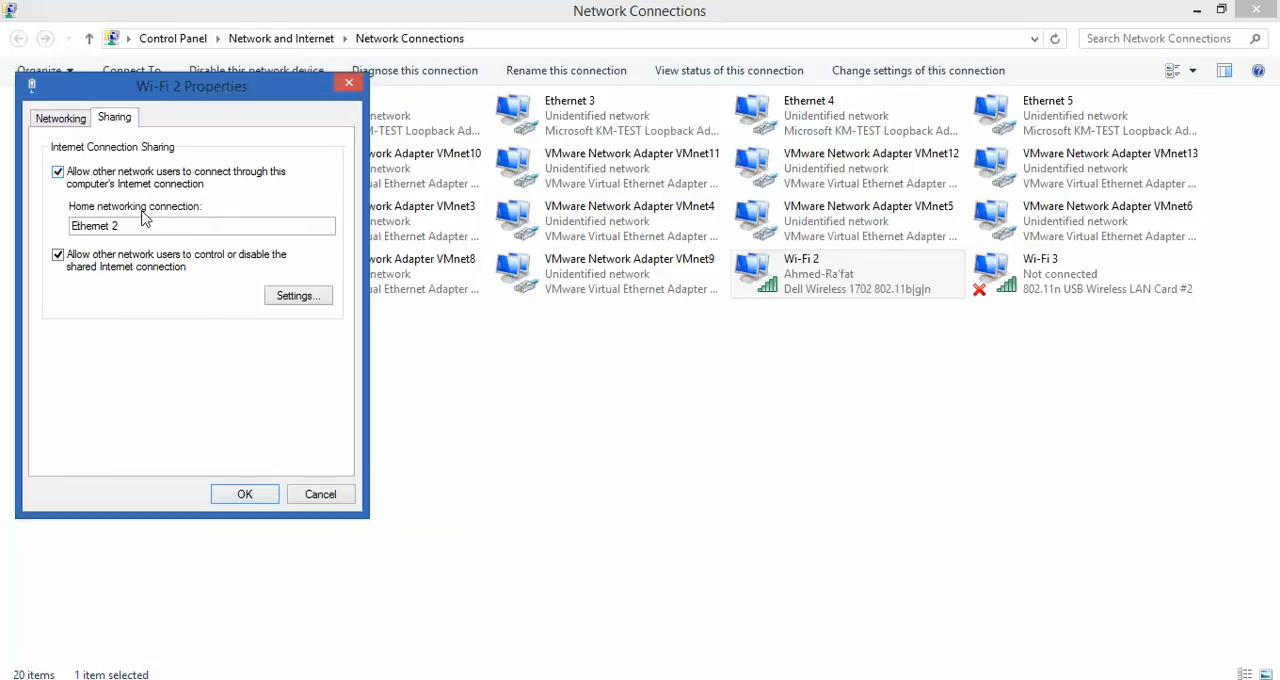 Network Connections
Control Panel
Network and Internet
Network Connections
Search Network Connections
Organize
Connect To
Disable this network device
Diagnose this connection
Rename this connection
View status of this connection
Change settings of this connection
Wi-Fi 2 Properties
Networking
Sharing
Internet Connection Sharing
Allow other network users to connect through this
computer's Internet connection
Home networking connection:
Ethernet 2
Allow other network users to control or disable the
shared Internet connection
Settings...
OK
Cancel
network
M-TEST Loopback Ad...
Ethernet 3
Unidentified network
Microsoft KM-TEST Loopback Ad...
Ethernet 4
Unidentified network
Microsoft KM-TEST Loopback Ad...
Ethernet 5
Unidentified network
Microsoft KM-TEST Loopback Ad...
work Adapter VMnet10
network
ual Ethernet Adapter ...
VMware Network Adapter VMnet11
Unidentified network
VMware Virtual Ethernet Adapter ...
VMware Network Adapter VMnet12
Unidentified network
VMware Virtual Ethernet Adapter ...
VMware Network Adapter VMnet13
Unidentified network
VMware Virtual Ethernet Adapter ...
work Adapter VMnet3
network
ual Ethernet Adapter ...
VMware Network Adapter VMnet4
Unidentified network
VMware Virtual Ethernet Adapter ...
VMware Network Adapter VMnet5
Unidentified network
VMware Virtual Ethernet Adapter ...
VMware Network Adapter VMnet6
Unidentified network
VMware Virtual Ethernet Adapter ...
work Adapter VMnet8
network
ual Ethernet Adapter ...
VMware Network Adapter VMnet9
Unidentified network
VMware Virtual Ethernet Adapter ...
Wi-Fi 2
Ahmed-Ra'fat
Dell Wireless 1702 802.11b|g|n
Wi-Fi 3
Not connected
802.11n USB Wireless LAN Card #2
20 items
1 item selected